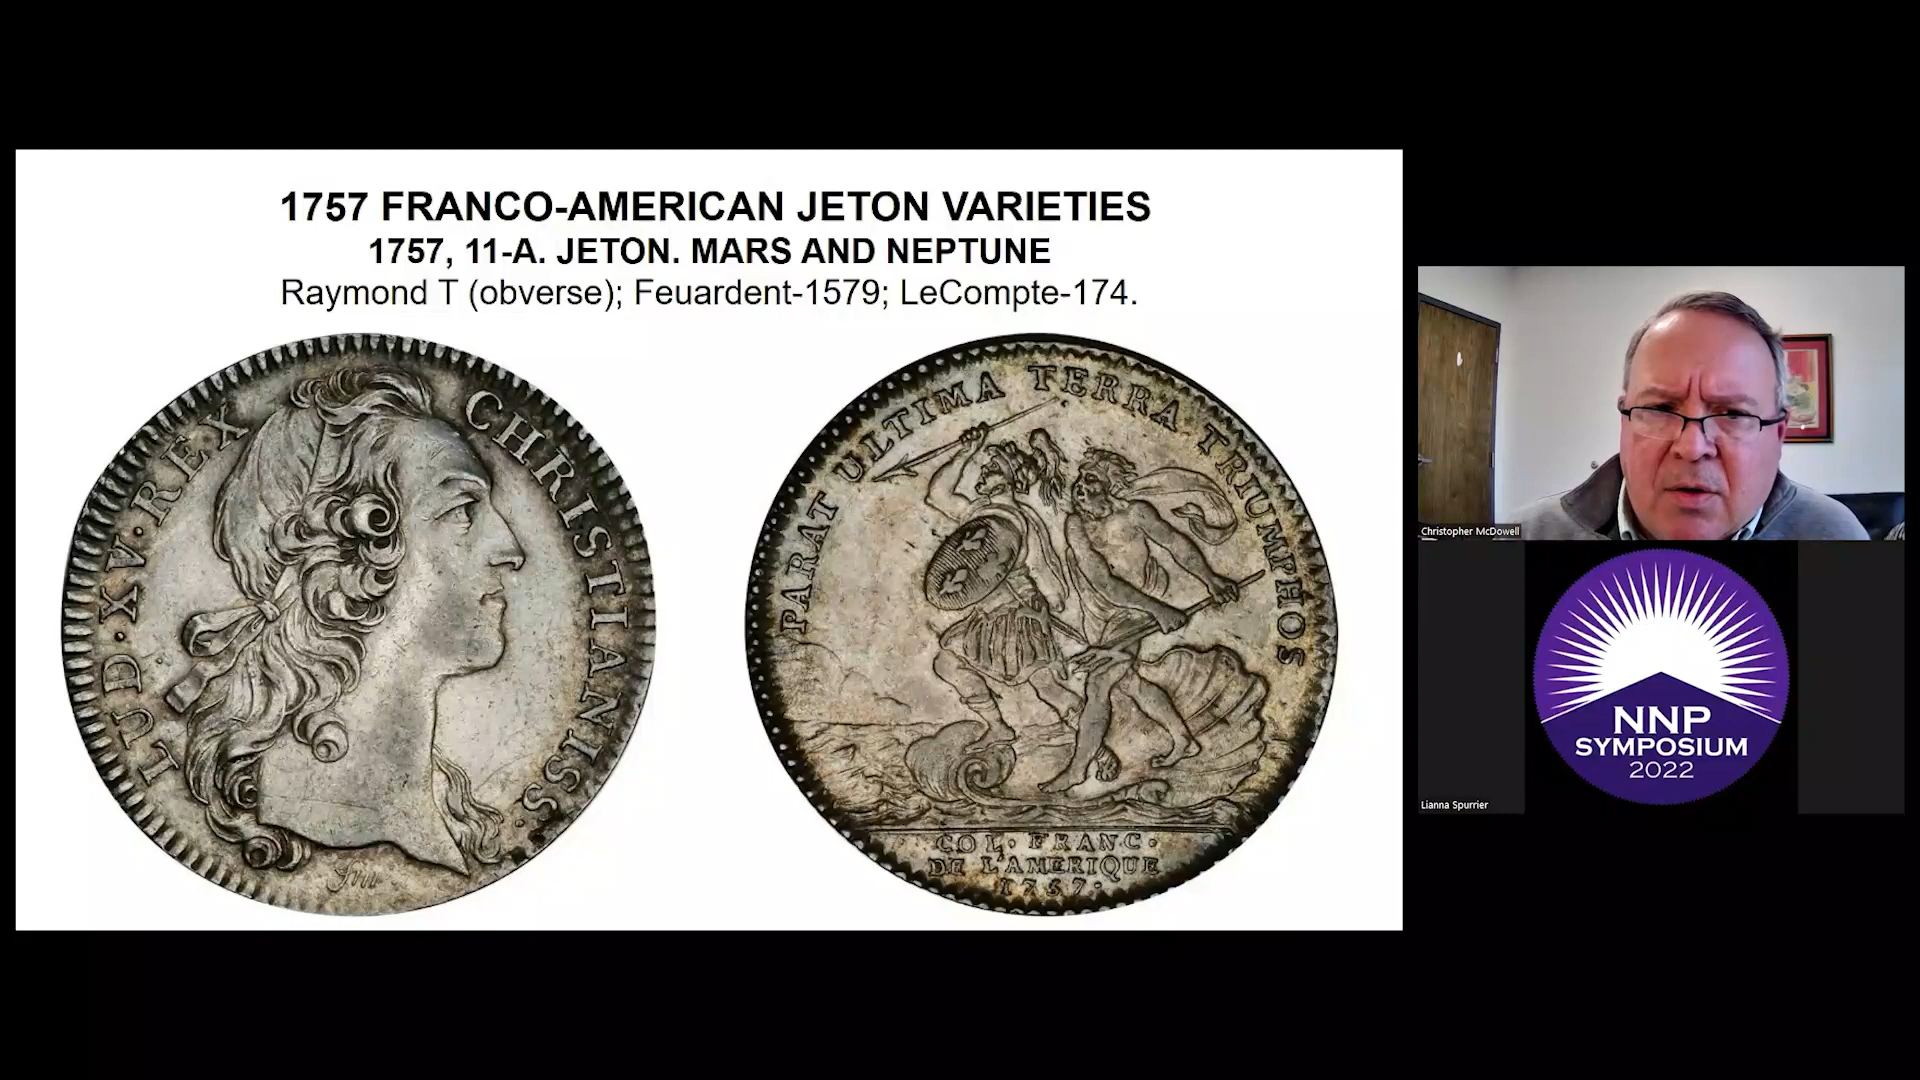 1757 FRANCO-AMERICAN JETON VARIETIES
1757, 11-A. JETON. MARS AND NEPTUNE
Raymond T (obverse); Feuardent-1579; LeCompte-174.
LUD·XV·REX CHRISTIANISS·
fm
PARAT ULTIMA TERRA TRIUMPHOS
COL·FRANC·
DE L'AMERIQUE
1757·
Christopher McDowell
NNP
SYMPOSIUM
2022
Lianna Spurrier